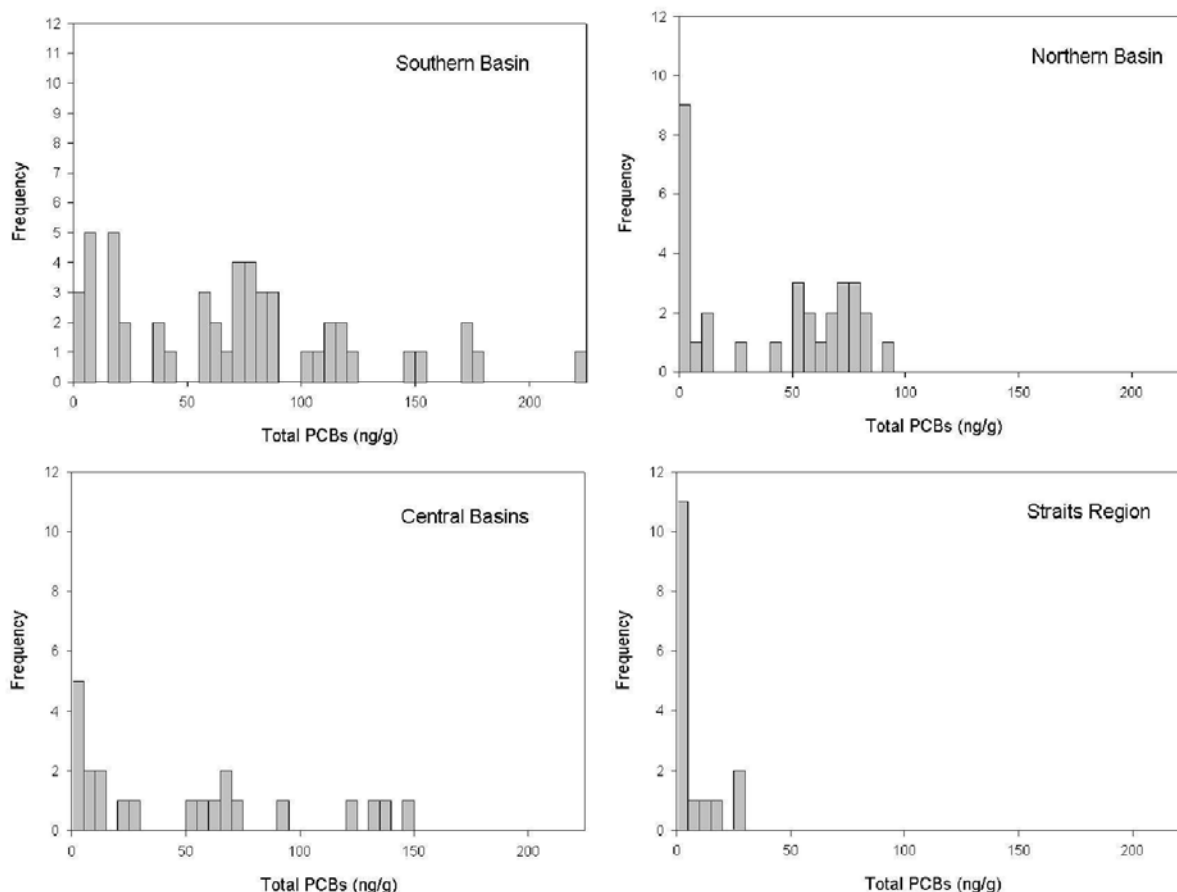 Southern Basin
Frequency
12
11
10
9
8
7
6
5
4
3
2
1
0
0 50 100 150 200
Total PCBs (ng/g)
Northern Basin
Frequency
12
10
8
6
4
2
0
0 50 100 150 200
Total PCBs (ng/g)
Central Basins
Frequency
12
10
8
6
4
2
0
0 50 100 150 200
Total PCBs (ng/g)
Straits Region
Frequency
12
10
8
6
4
2
0
0 50 100 150 200
Total PCBs (ng/g)